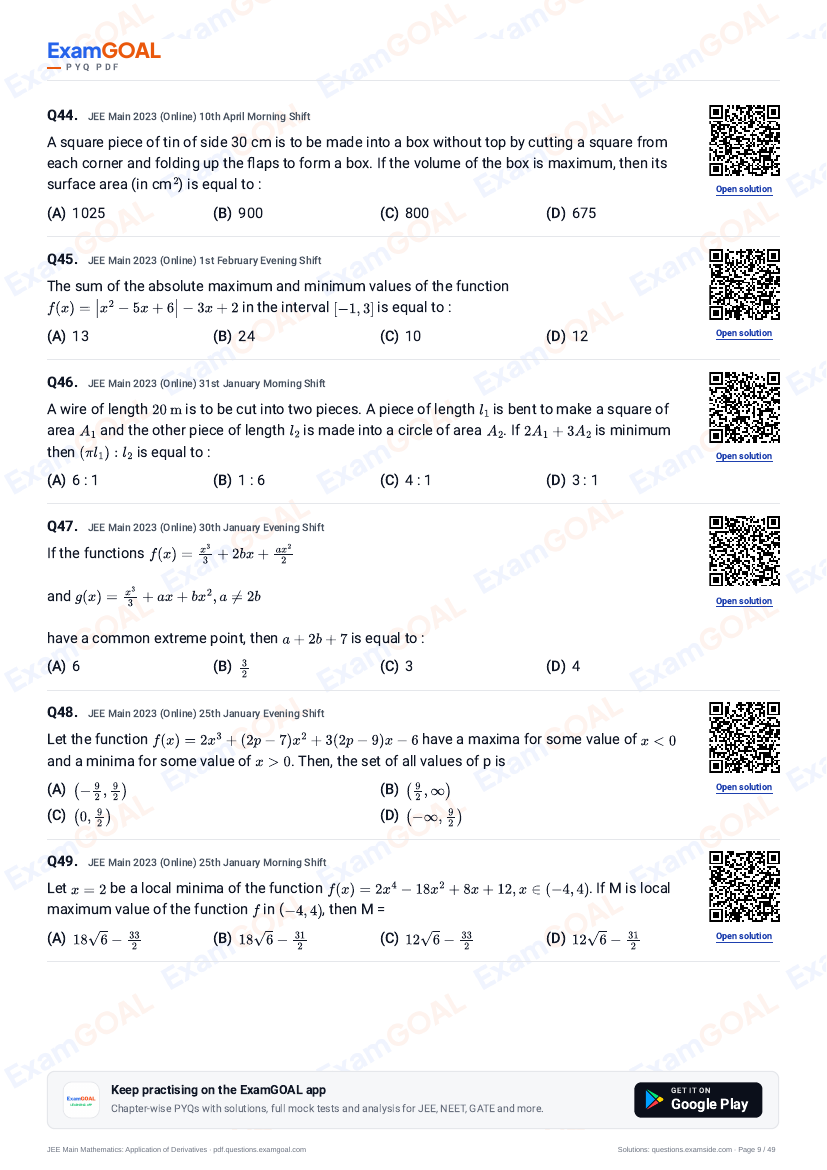 ExamGOAL
PYQ PDF
Q44. JEE Main 2023 (Online) 10th April Morning Shift
A square piece of tin of side 30 cm is to be made into a box without top by cutting a square from
each corner and folding up the flaps to form a box. If the volume of the box is maximum, then its
surface area (in cm²) is equal to :
(A) 1025 (B) 900 (C) 800 (D) 675
Open solution
Q45. JEE Main 2023 (Online) 1st February Evening Shift
The sum of the absolute maximum and minimum values of the function
f(x) = |x² − 5x + 6| − 3x + 2 in the interval [−1, 3] is equal to :
(A) 13 (B) 24 (C) 10 (D) 12
Open solution
Q46. JEE Main 2023 (Online) 31st January Morning Shift
A wire of length 20 m is to be cut into two pieces. A piece of length l₁ is bent to make a square of
area A₁ and the other piece of length l₂ is made into a circle of area A₂. If 2A₁ + 3A₂ is minimum
then (πl₁) : l₂ is equal to :
(A) 6 : 1 (B) 1 : 6 (C) 4 : 1 (D) 3 : 1
Open solution
Q47. JEE Main 2023 (Online) 30th January Evening Shift
If the functions f(x) = x³/3 + 2bx + ax²/2
and g(x) = x³/3 + ax + bx², a ≠ 2b
have a common extreme point, then a + 2b + 7 is equal to :
(A) 6 (B) 3/2 (C) 3 (D) 4
Open solution
Q48. JEE Main 2023 (Online) 25th January Evening Shift
Let the function f(x) = 2x³ + (2p − 7)x² + 3(2p − 9)x − 6 have a maxima for some value of x < 0
and a minima for some value of x > 0. Then, the set of all values of p is
(A) (−9/2, 9/2) (B) (9/2, ∞)
(C) (0, 9/2) (D) (−∞, 9/2)
Open solution
Q49. JEE Main 2023 (Online) 25th January Morning Shift
Let x = 2 be a local minima of the function f(x) = 2x⁴ − 18x² + 8x + 12, x ∈ (−4, 4). If M is local
maximum value of the function f in (−4, 4), then M =
(A) 18√6 − 33/2 (B) 18√6 − 31/2 (C) 12√6 − 33/2 (D) 12√6 − 31/2
Open solution
ExamGOAL
Keep practising on the ExamGOAL app
Chapter-wise PYQs with solutions, full mock tests and analysis for JEE, NEET, GATE and more.
GET IT ON
Google Play
JEE Main Mathematics: Application of Derivatives · pdf.questions.examgoal.com
Solutions: questions.examside.com · Page 9 / 49